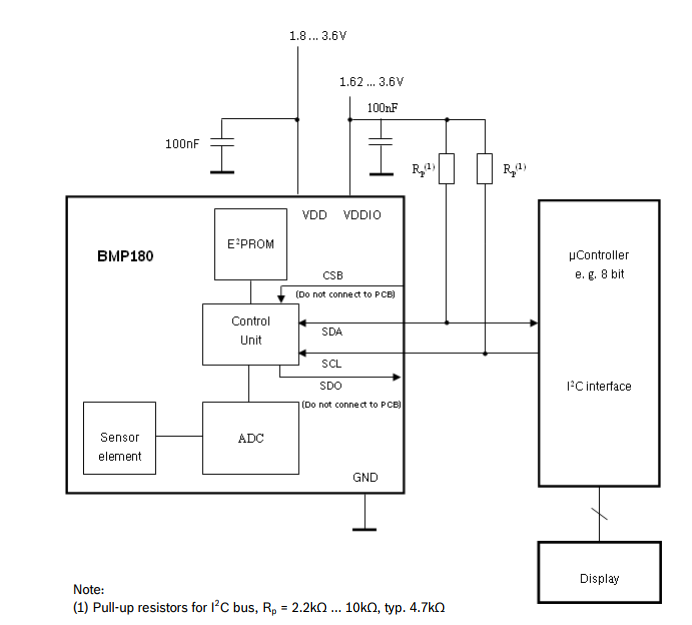 1.8 ... 3.6V
1.62 ... 3.6V
100nF
100nF
Rp(1)
Rp(1)
VDD VDDIO
BMP180
E²PROM
µController
e. g. 8 bit
CSB
(Do not connect to PCB)
Control
Unit
SDA
SCL
SDO
(Do not connect to PCB)
I²C interface
Sensor
element
ADC
GND
Display
Note:
(1) Pull-up resistors for I²C bus, Rp = 2.2kΩ ... 10kΩ, typ. 4.7kΩ